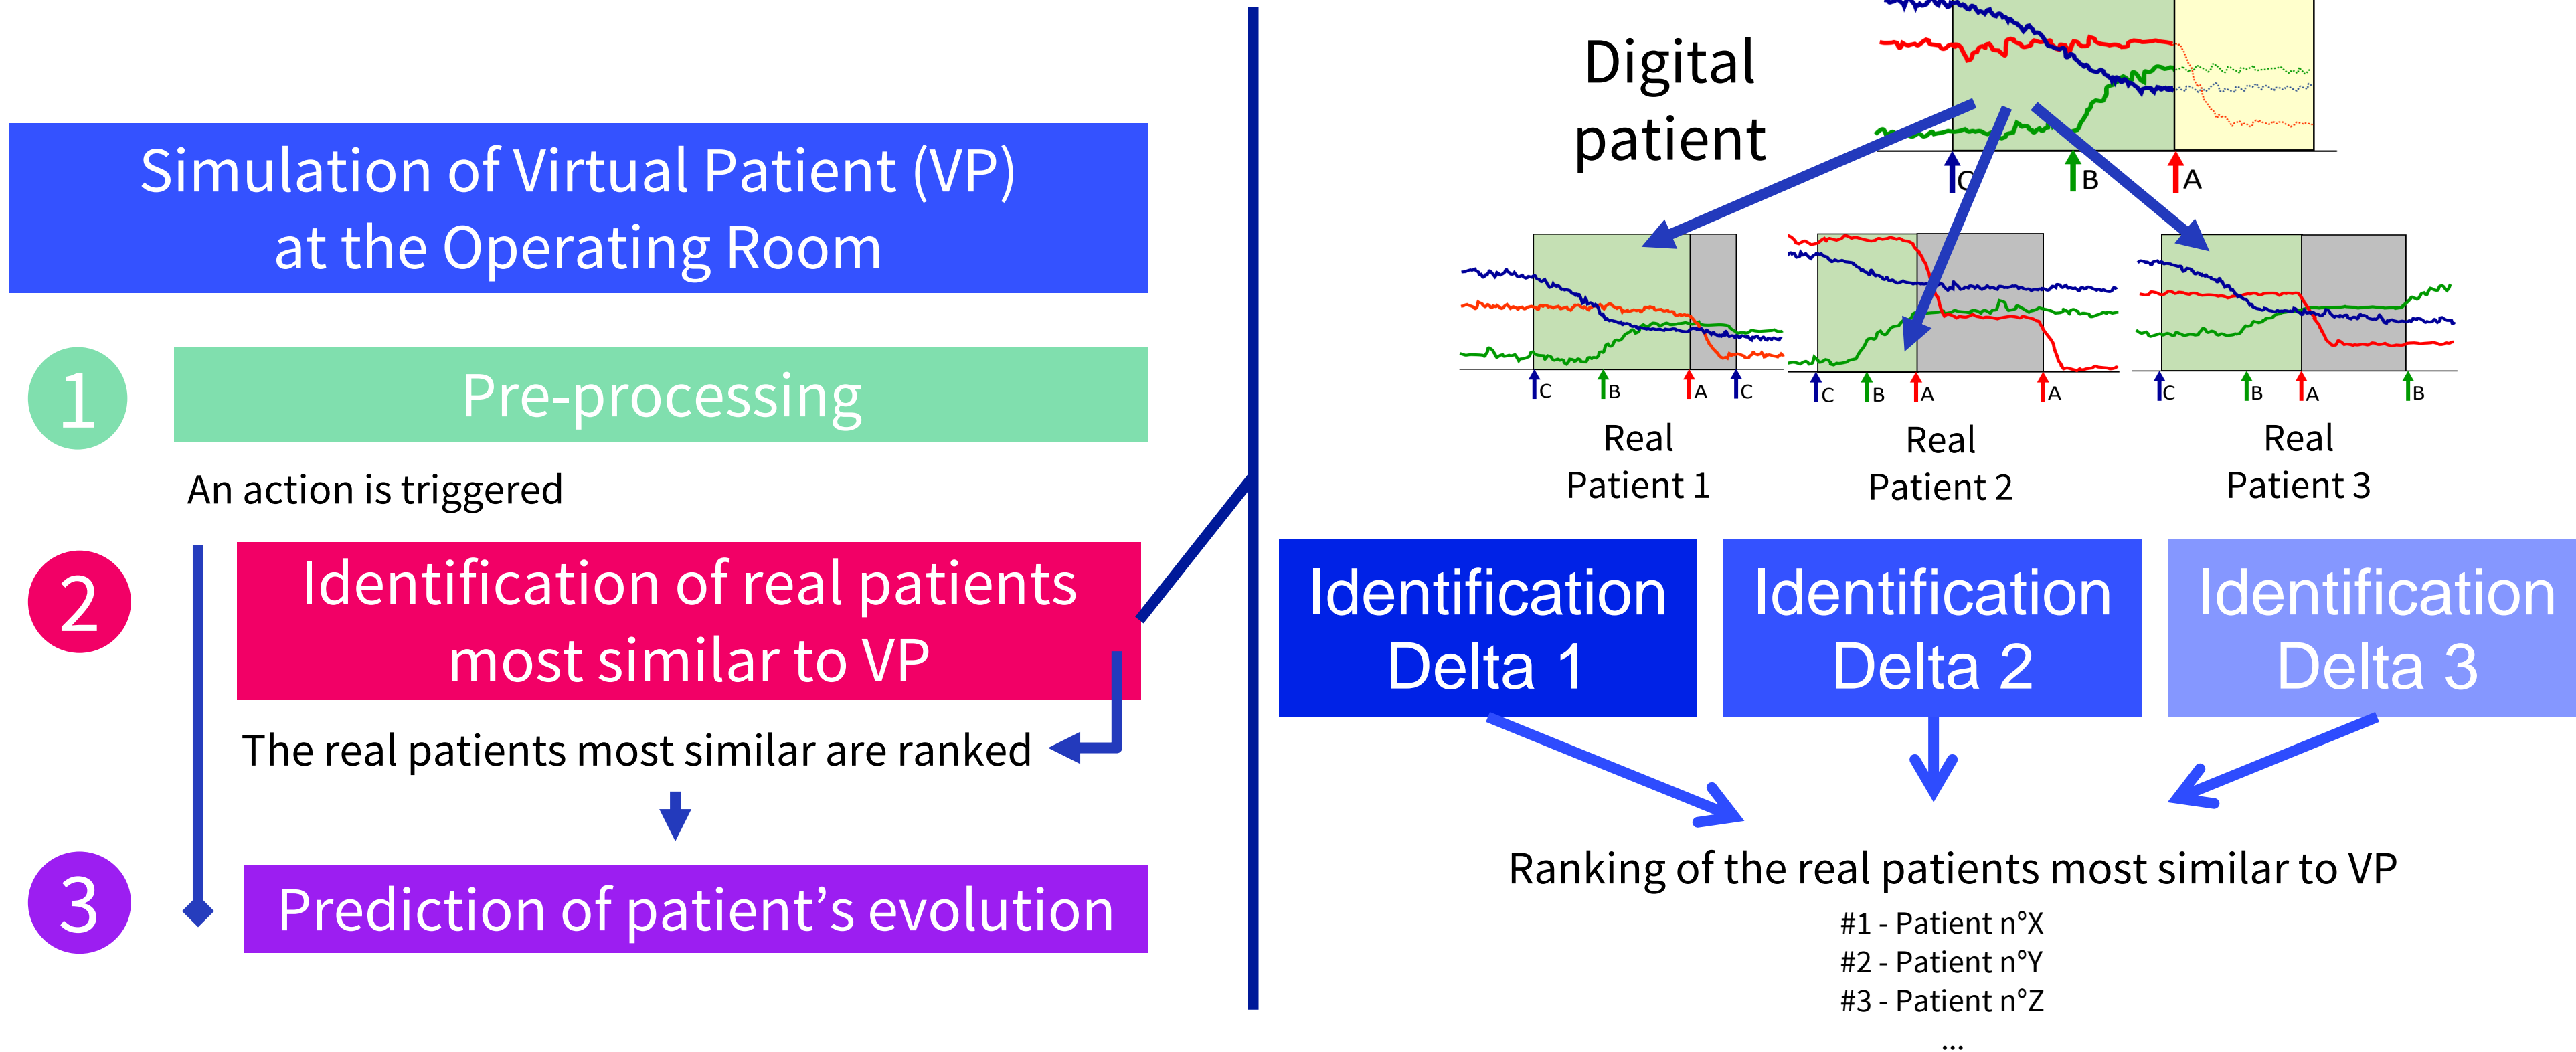 Simulation of Virtual Patient (VP)
at the Operating Room
1
Pre-processing
An action is triggered
2
Identification of real patients
most similar to VP
The real patients most similar are ranked
3
Prediction of patient’s evolution
Digital
patient
C
B
A
C
B
A
C
Real
Patient 1
C
B
A
A
Real
Patient 2
C
B
A
B
Real
Patient 3
Identification
Delta 1
Identification
Delta 2
Identification
Delta 3
Ranking of the real patients most similar to VP
#1 - Patient n°X
#2 - Patient n°Y
#3 - Patient n°Z
...